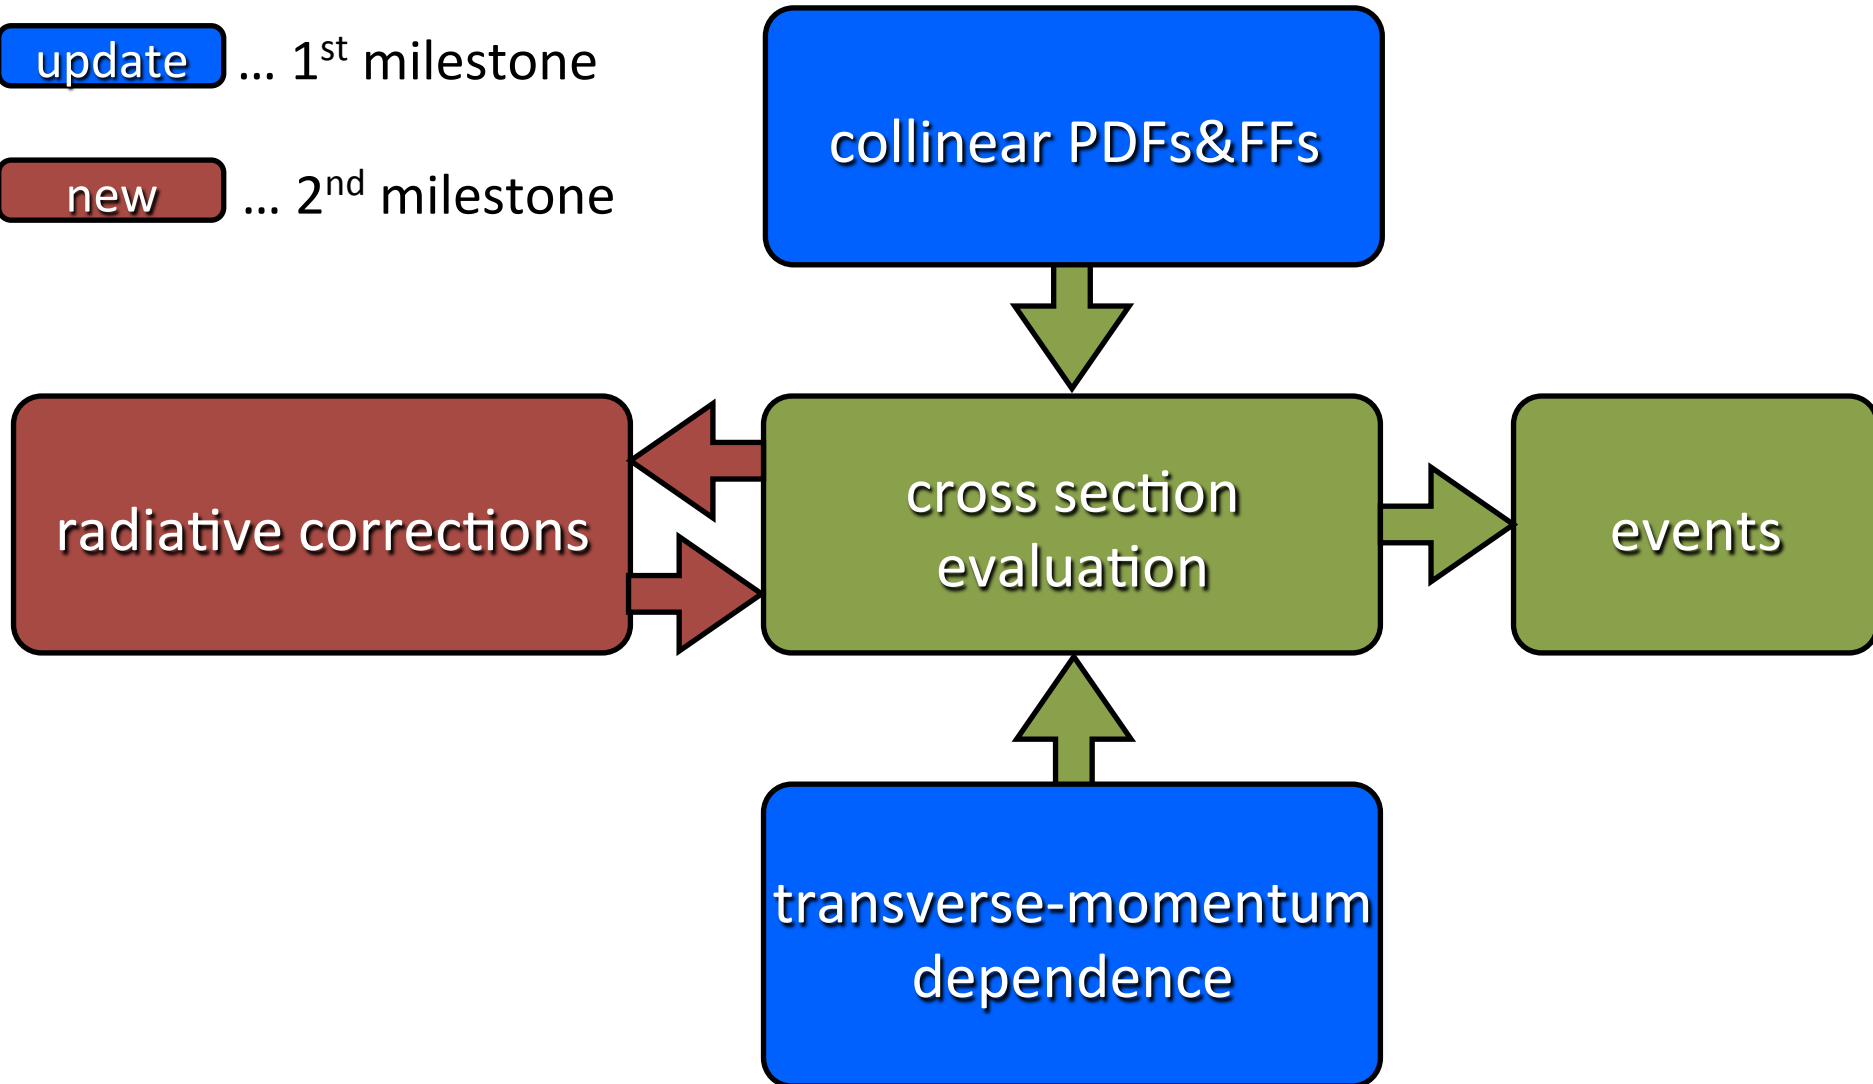 update … 1st milestone
new … 2nd milestone
collinear PDFs&FFs
radiative corrections
cross section
evaluation
events
transverse-momentum
dependence